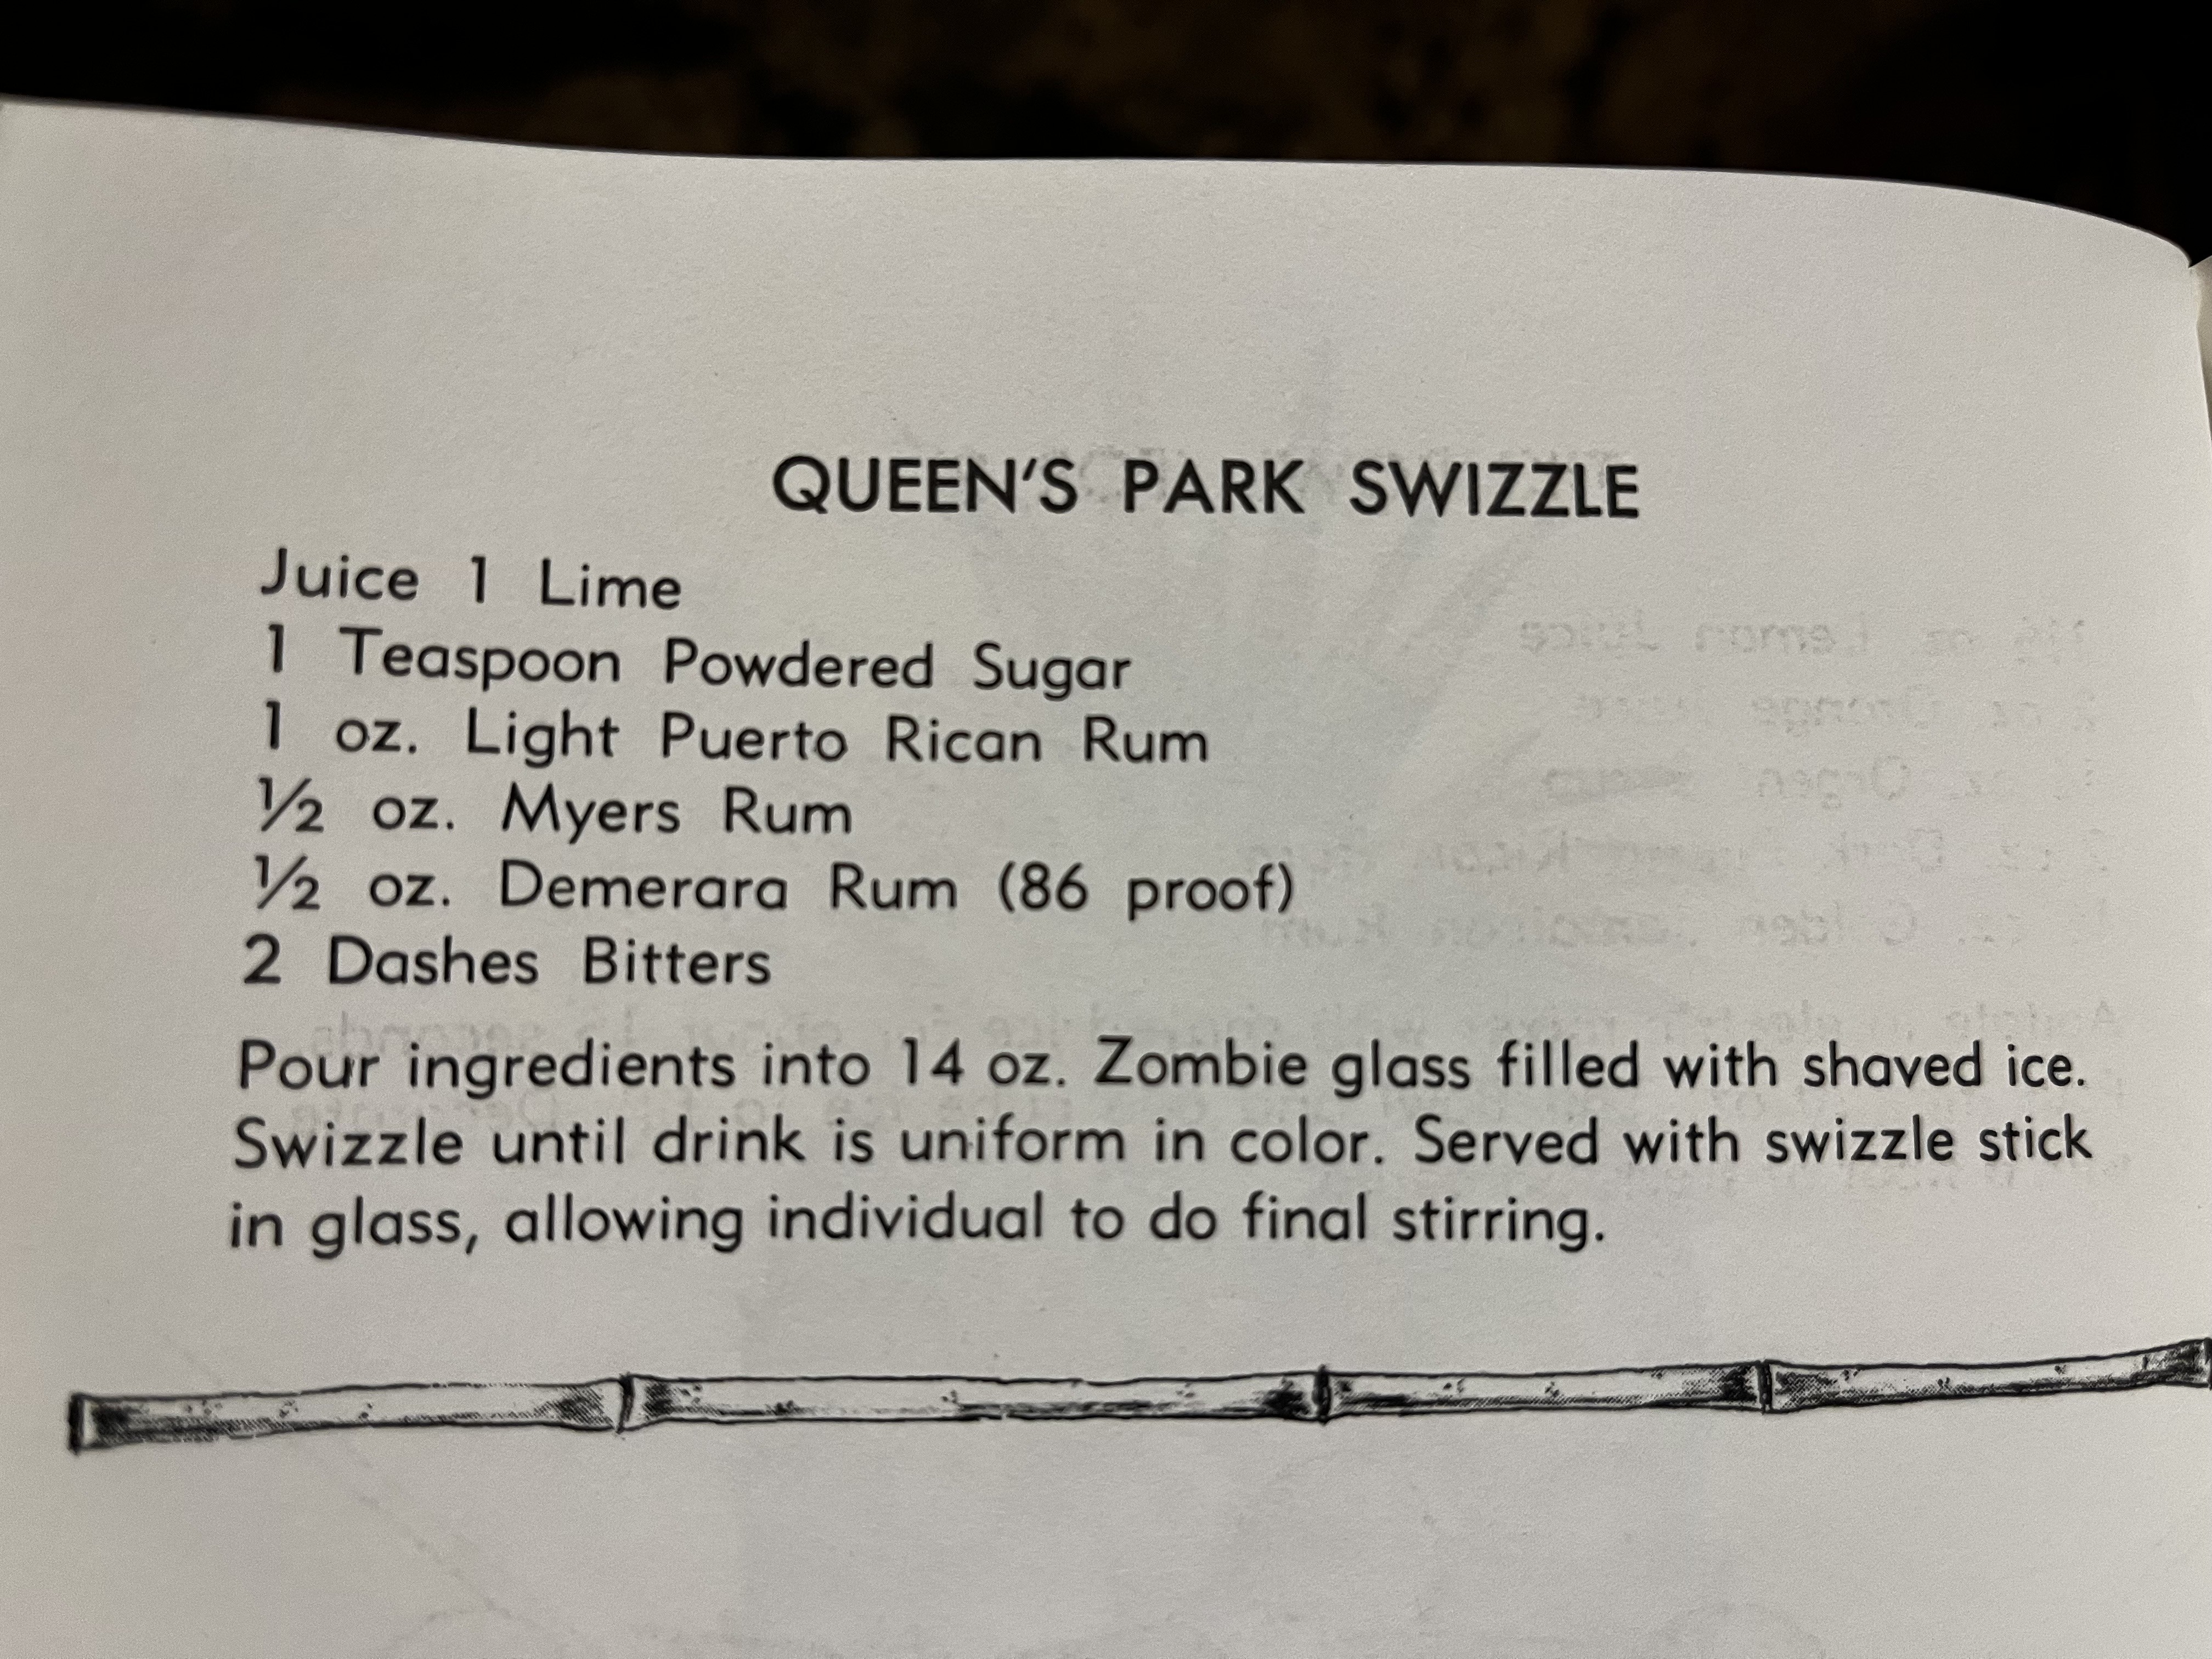 QUEEN'S PARK SWIZZLE
Juice 1 Lime
1 Teaspoon Powdered Sugar
1 oz. Light Puerto Rican Rum
½ oz. Myers Rum
½ oz. Demerara Rum (86 proof)
2 Dashes Bitters
Pour ingredients into 14 oz. Zombie glass filled with shaved ice.
Swizzle until drink is uniform in color. Served with swizzle stick
in glass, allowing individual to do final stirring.